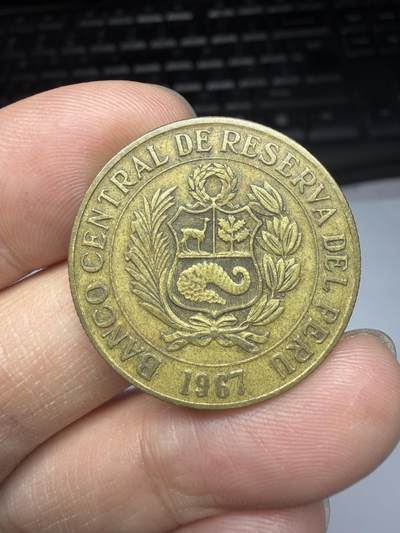 BANCO CENTRAL DE RESERVA DEL PERU
1967